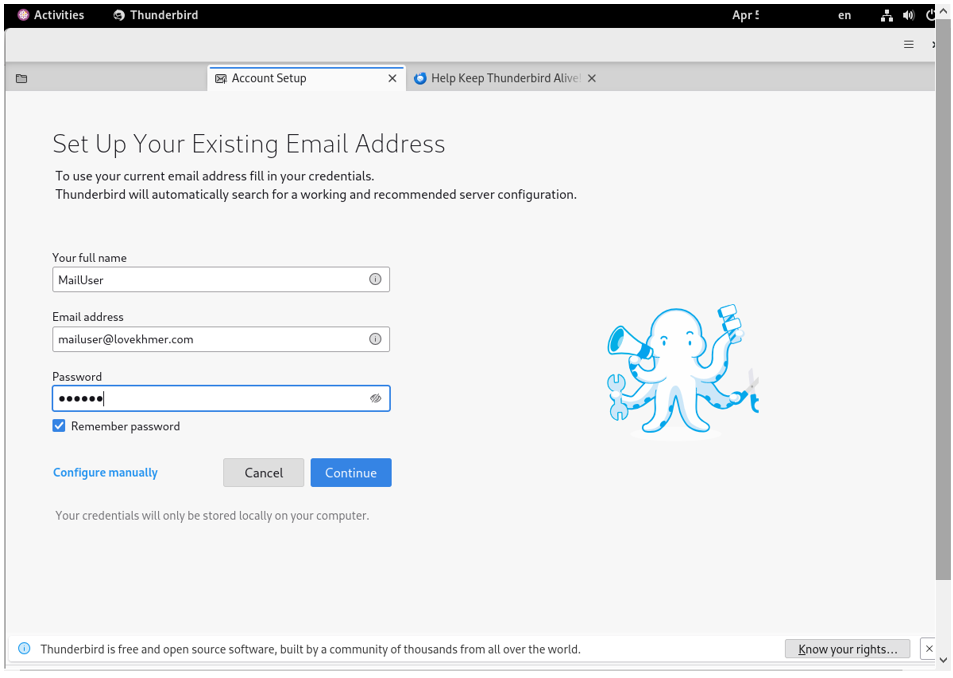 Activities Thunderbird Apr 5 en
Account Setup Help Keep Thunderbird Alive!
Set Up Your Existing Email Address
To use your current email address fill in your credentials.
Thunderbird will automatically search for a working and recommended server configuration.
Your full name
MailUser
Email address
mailuser@lovekhmer.com
Password
Remember password
Configure manually Cancel Continue
Your credentials will only be stored locally on your computer.
Thunderbird is free and open source software, built by a community of thousands from all over the world. Know your rights…